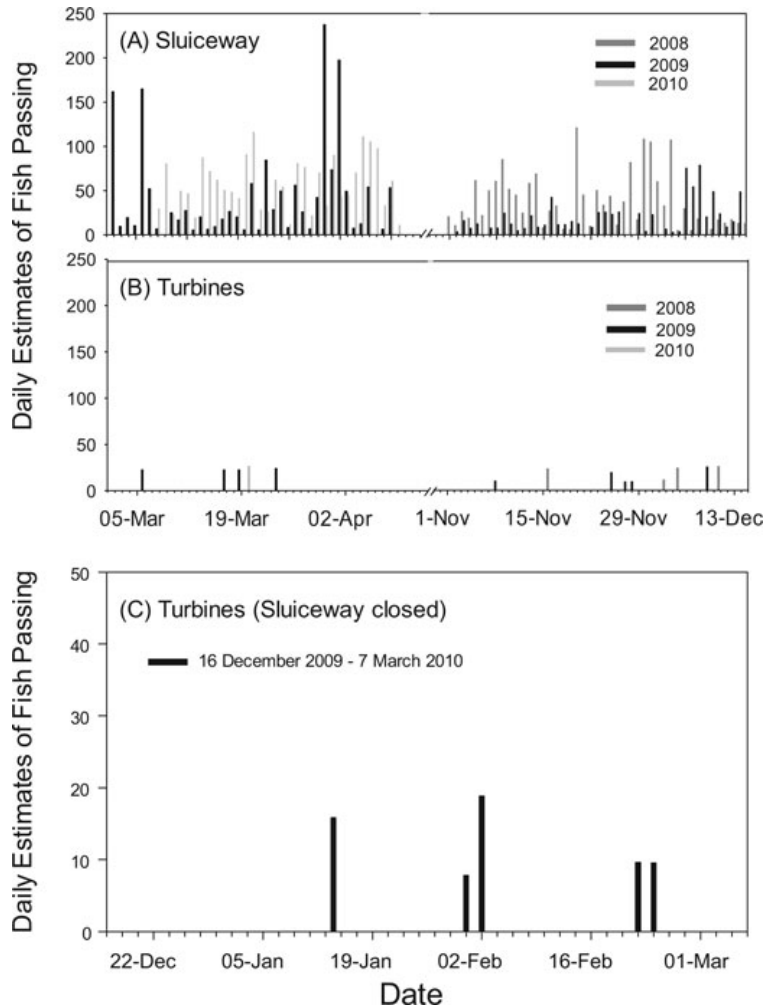 250
(A) Sluiceway
2008
200
2009
2010
150
100
50
0
Daily Estimates of Fish Passing
250
(B) Turbines
2008
200
2009
2010
150
100
50
0
05-Mar 19-Mar 02-Apr 1-Nov 15-Nov 29-Nov 13-Dec
50
(C) Turbines (Sluiceway closed)
40
16 December 2009 - 7 March 2010
30
20
10
0
Daily Estimates of Fish Passing
22-Dec 05-Jan 19-Jan 02-Feb 16-Feb 01-Mar
Date